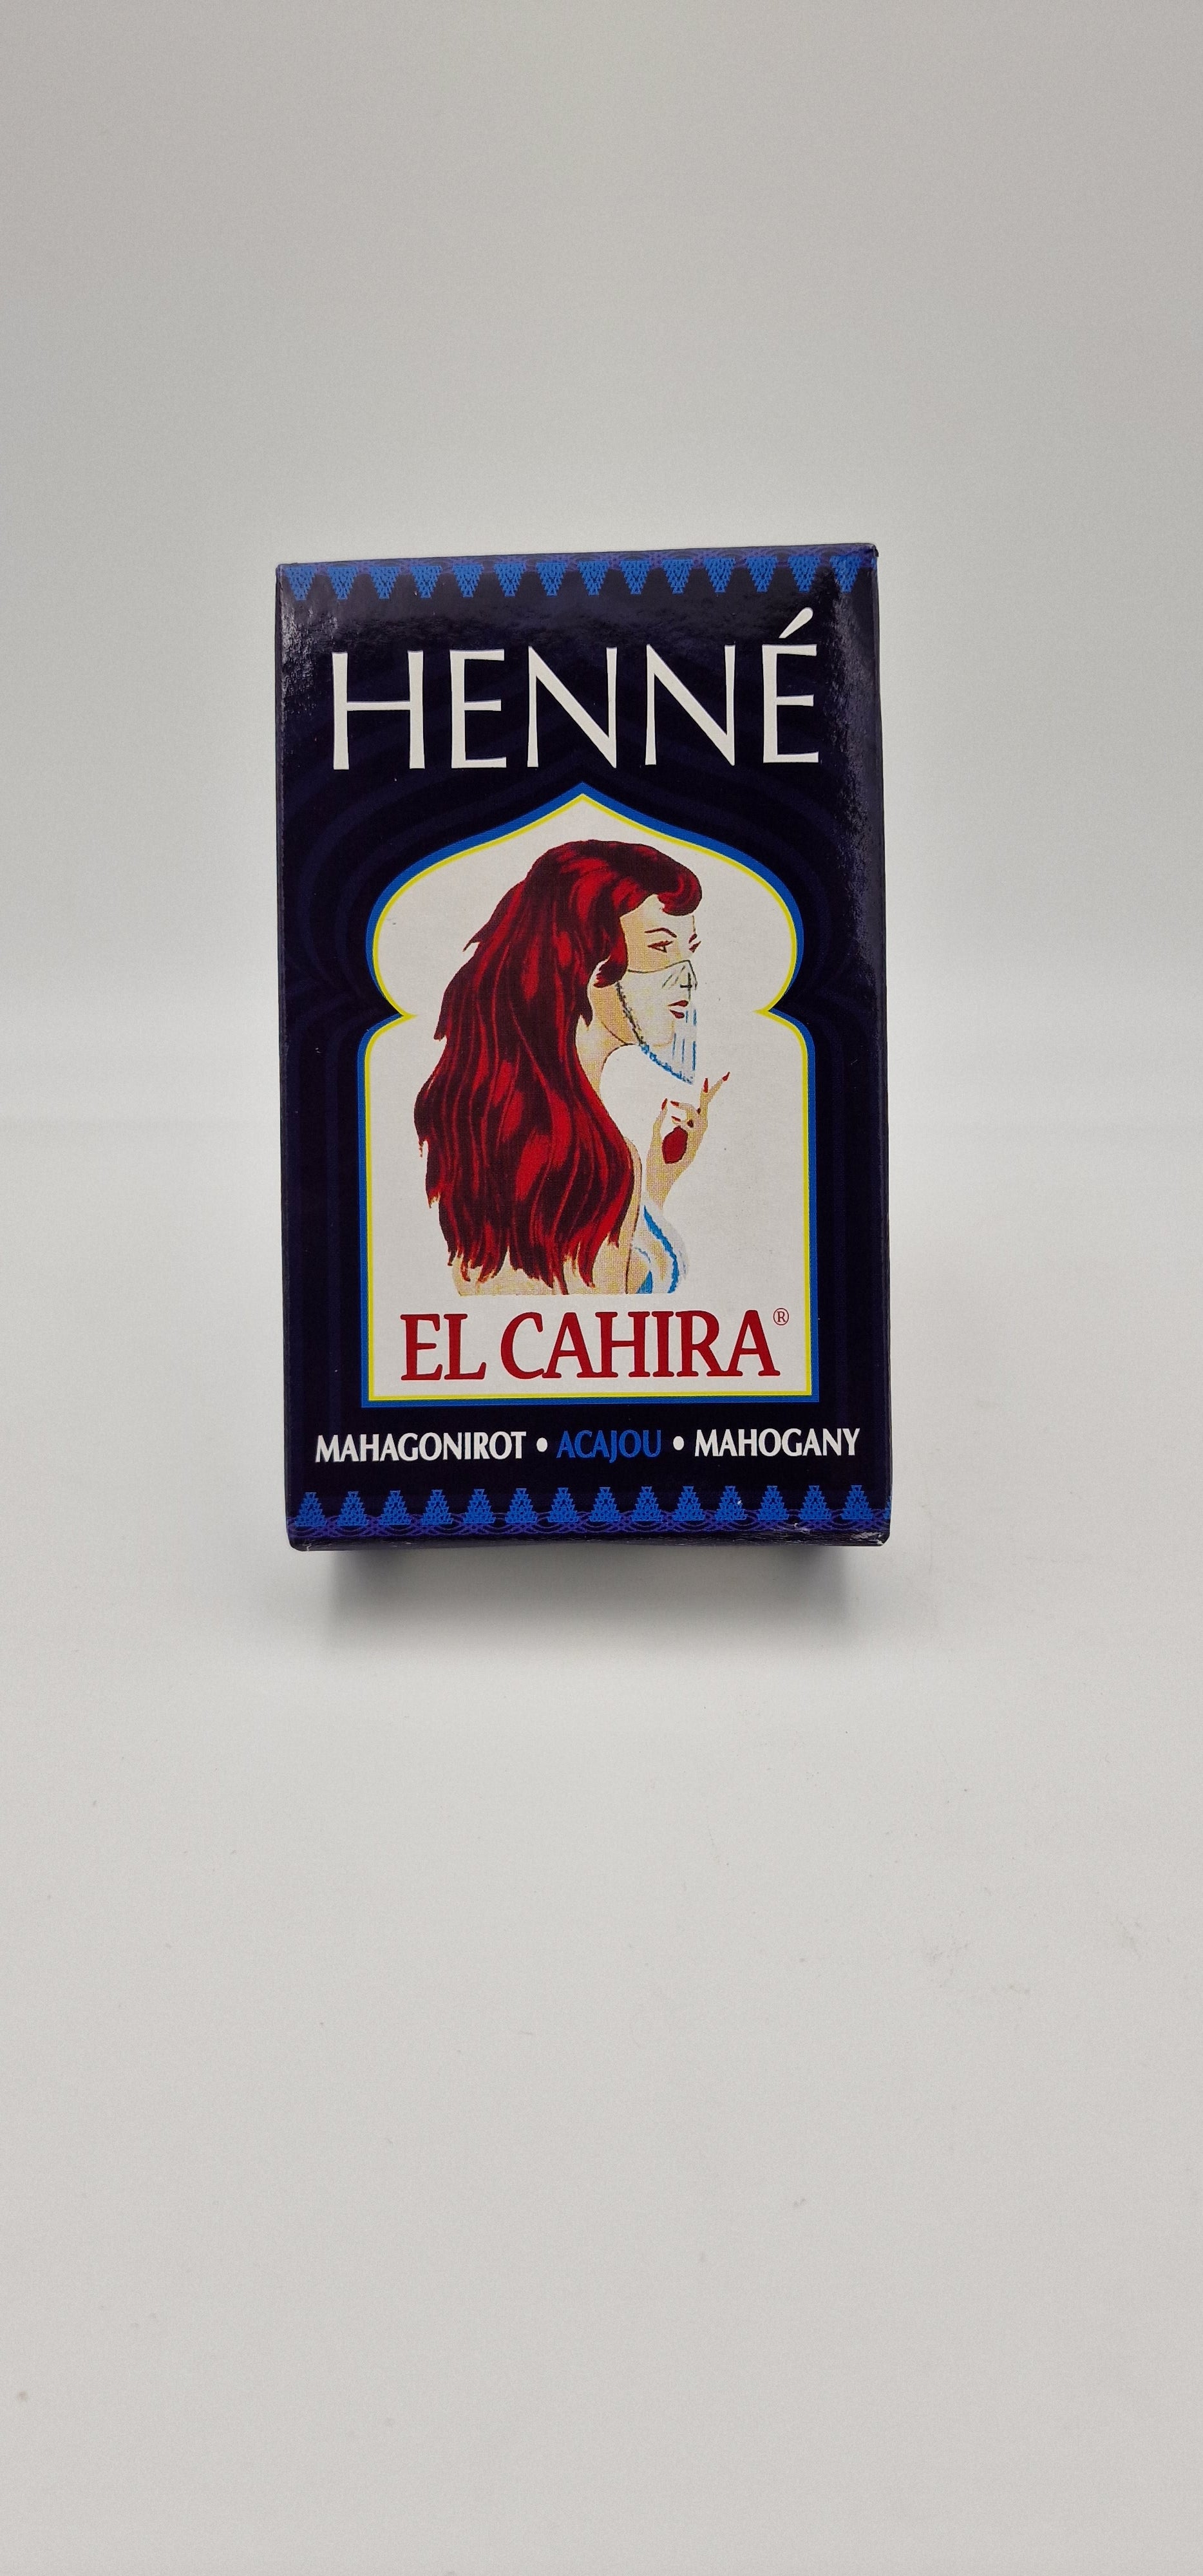 HENNÉ
EL CAHIRA®
MAHAGONIROT • ACAJOU • MAHOGANY